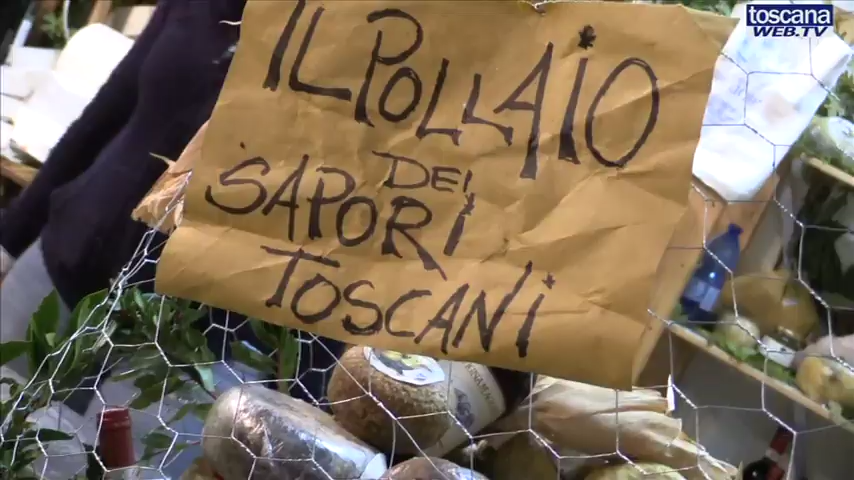 toscana
WEB.TV
IL POLLAIO
DEI
SAPORI
TOSCANI